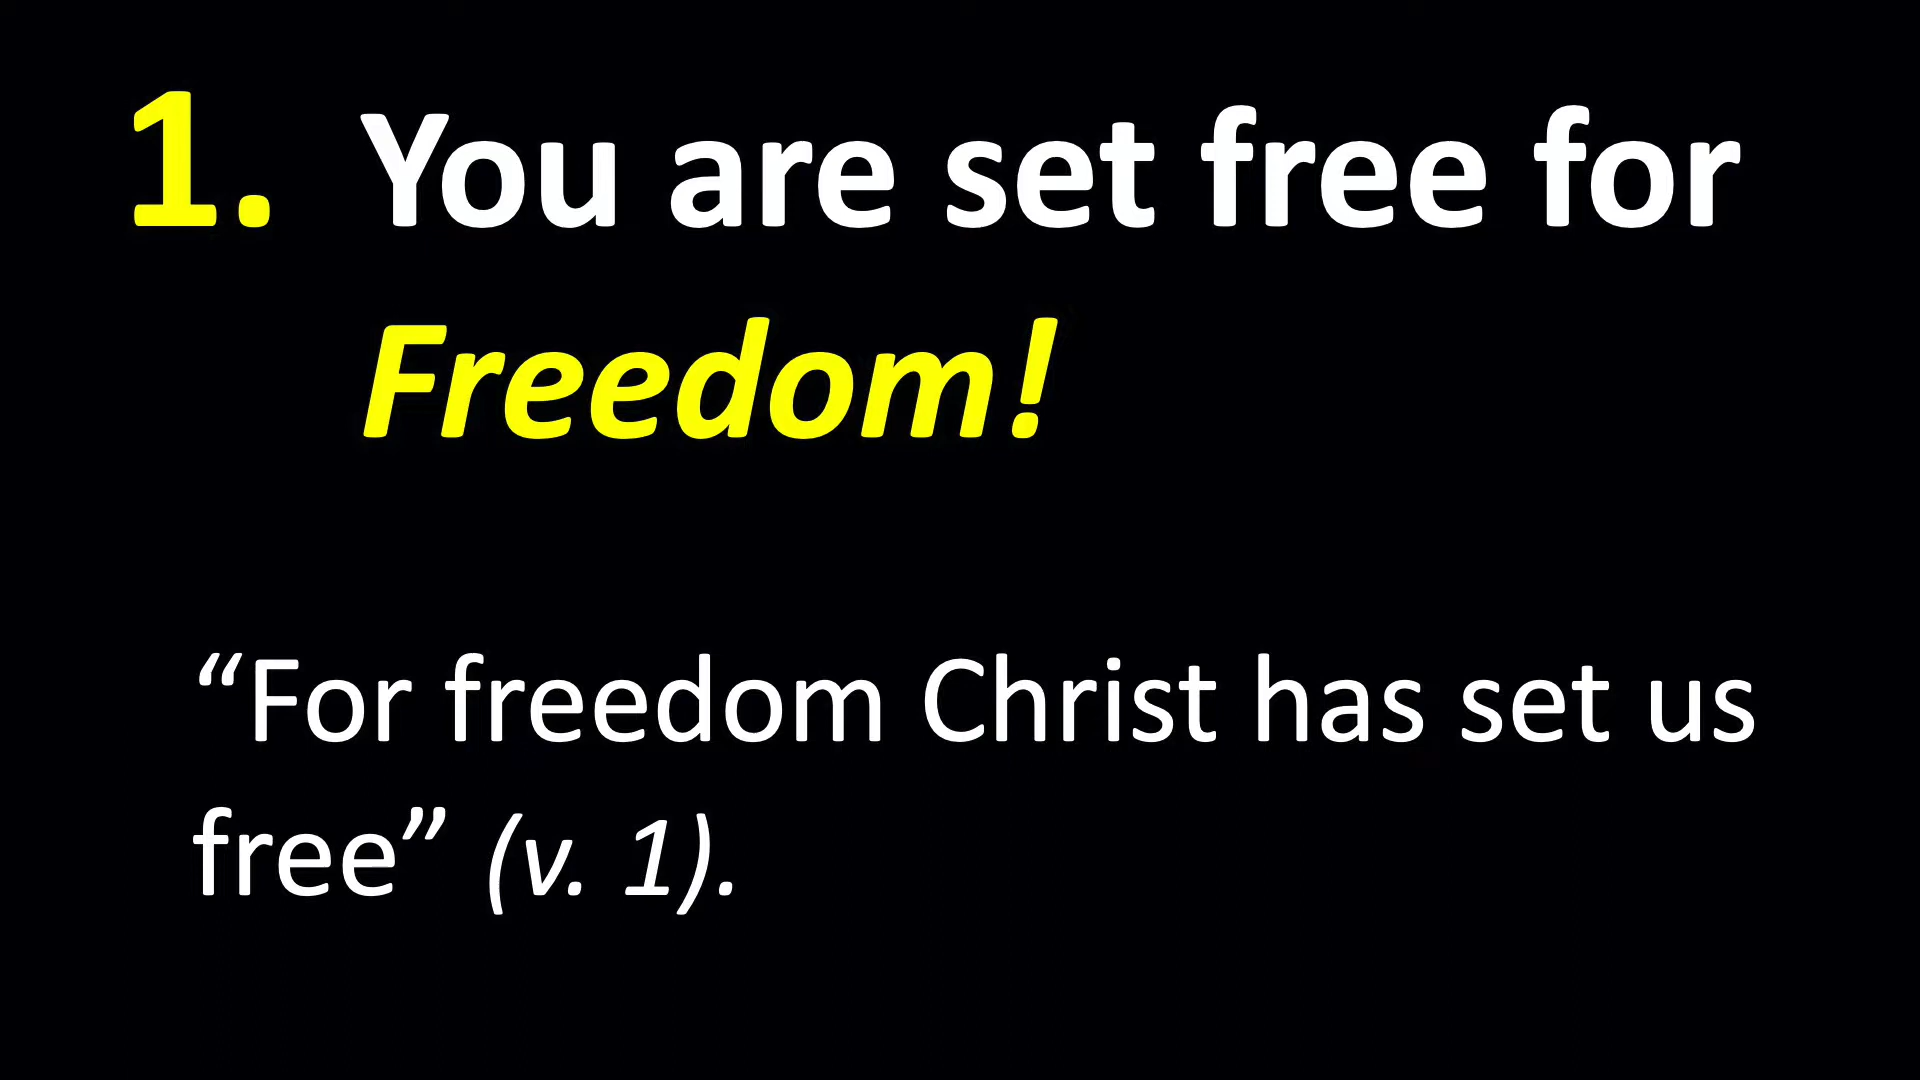 1. You are set free for
Freedom!
“For freedom Christ has set us
free” (v. 1).